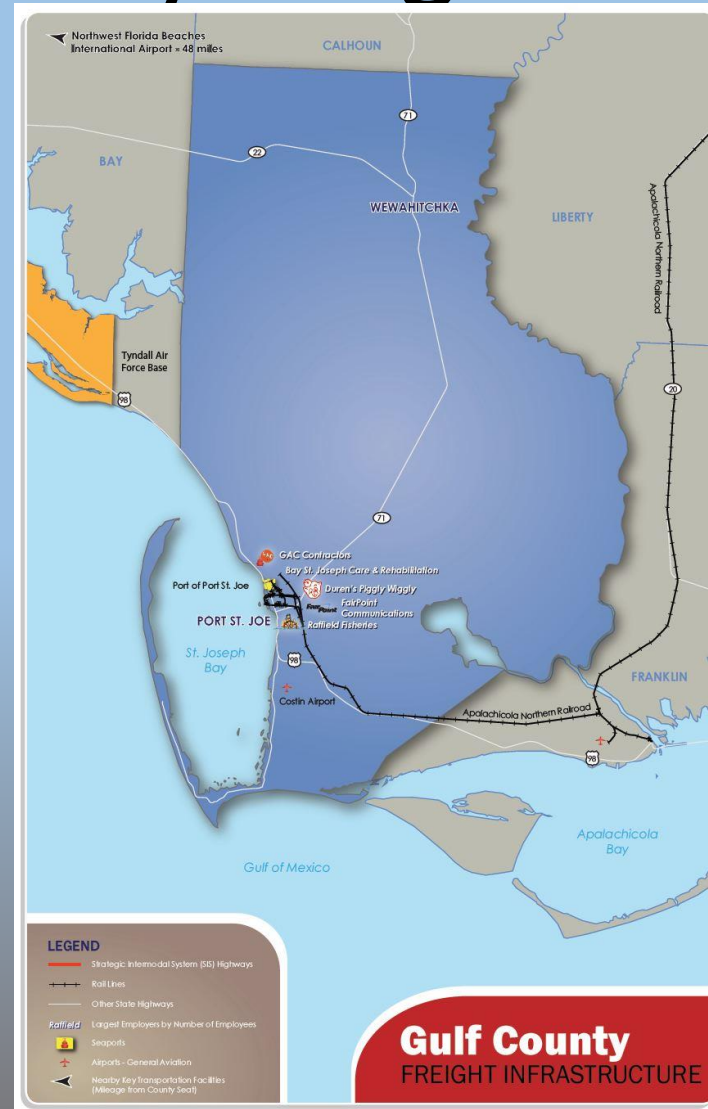 Northwest Florida Beaches
International Airport = 48 miles
CALHOUN
71
22
BAY
WEWAHITCHKA
LIBERTY
Apalachicola Northern Railroad
Tyndall Air
Force Base
98
20
71
GAC Contractors
Bay St. Joseph Care & Rehabilitation
Port of Port St. Joe
Duren's Piggly Wiggly
FairPoint
FairPoint
Communications
PORT ST. JOE
Raffield Fisheries
St. Joseph
Bay
98
Costin Airport
FRANKLIN
Apalachicola Northern Railroad
98
Apalachicola
Bay
Gulf of Mexico
LEGEND
Strategic Intermodal System (SIS) Highways
Rail Lines
Other State Highways
Raffield Largest Employers by Number of Employees
Seaports
Airports - General Aviation
Nearby Key Transportation Facilities
(Mileage from County Seat)
Gulf County
FREIGHT INFRASTRUCTURE